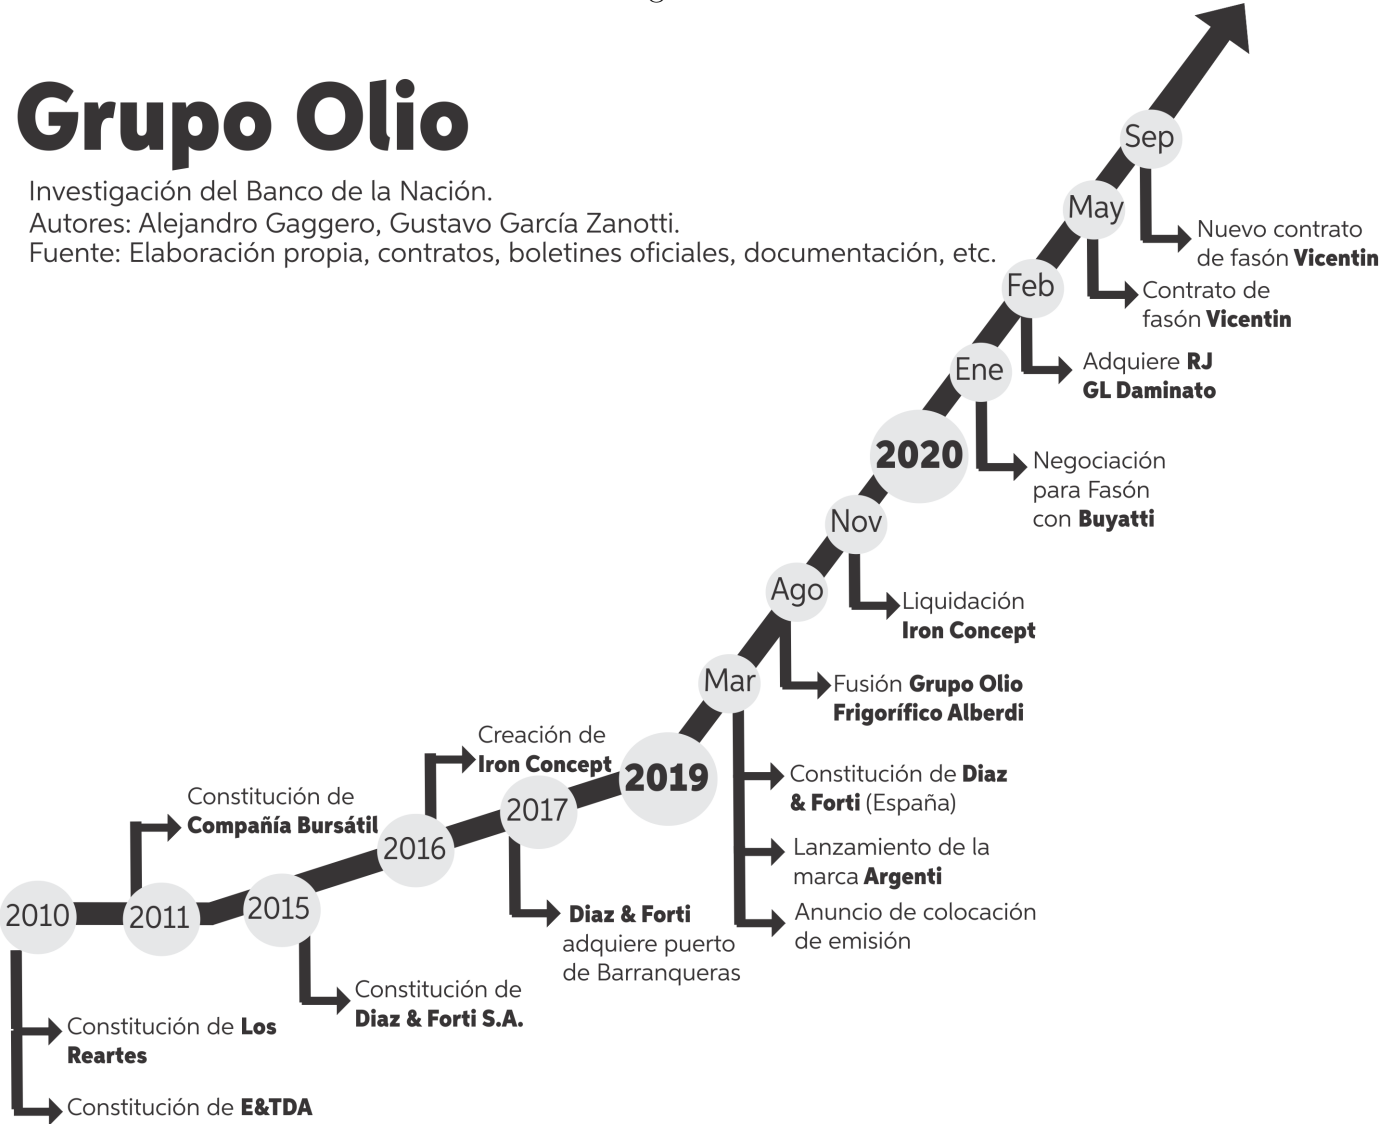 Grupo Olio
Investigación del Banco de la Nación.
Autores: Alejandro Gaggero, Gustavo García Zanotti.
Fuente: Elaboración propia, contratos, boletines oficiales, documentación, etc.
2010
Constitución de Los
Reartes
Constitución de E&TDA
2011
Constitución de
Compañía Bursátil
2015
Constitución de
Diaz & Forti S.A.
2016
Creación de
Iron Concept
2017
Diaz & Forti
adquiere puerto
de Barranqueras
2019
Mar
Constitución de Diaz
& Forti (España)
Lanzamiento de la
marca Argenti
Anuncio de colocación
de emisión
Ago
Fusión Grupo Olio
Frigorífico Alberdi
Nov
Liquidación
Iron Concept
2020
Ene
Negociación
para Fasón
con Buyatti
Feb
Adquiere RJ
GL Daminato
May
Contrato de
fasón Vicentin
Sep
Nuevo contrato
de fasón Vicentin